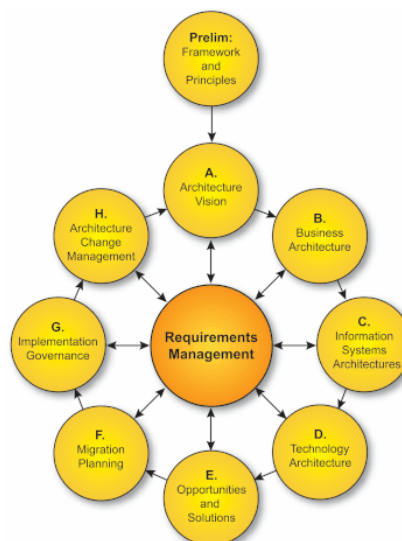 Prelim:
Framework
and
Principles
A.
Architecture
Vision
B.
Business
Architecture
C.
Information
Systems
Architectures
D.
Technology
Architecture
E.
Opportunities
and
Solutions
F.
Migration
Planning
G.
Implementation
Governance
H.
Architecture
Change
Management
Requirements
Management